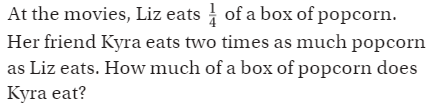 At the movies, Liz eats 1/4 of a box of popcorn.
Her friend Kyra eats two times as much popcorn
as Liz eats. How much of a box of popcorn does
Kyra eat?